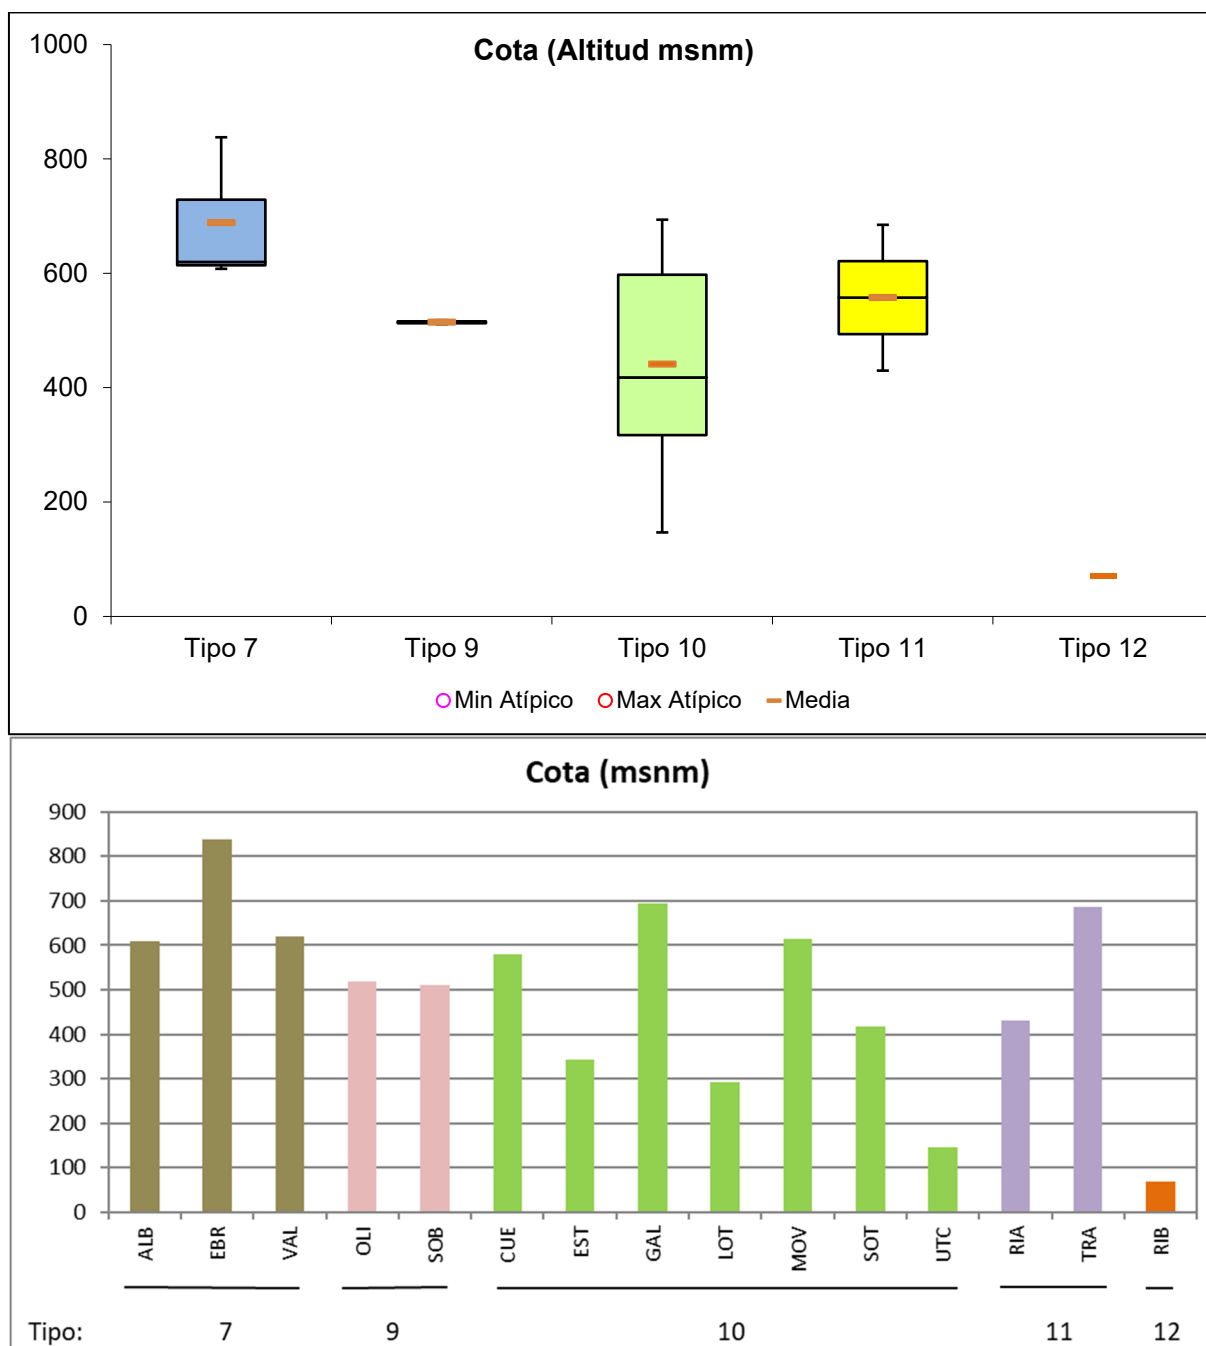 Cota (Altitud msnm)
1000
800
600
400
200
0
Tipo 7 Tipo 9 Tipo 10 Tipo 11 Tipo 12
Min Atípico Max Atípico Media
Cota (msnm)
900
800
700
600
500
400
300
200
100
0
ALB EBR VAL OLI SOB CUE EST GAL LOT MOV SOT UTC RIA TRA RIB
Tipo: 7 9 10 11 12